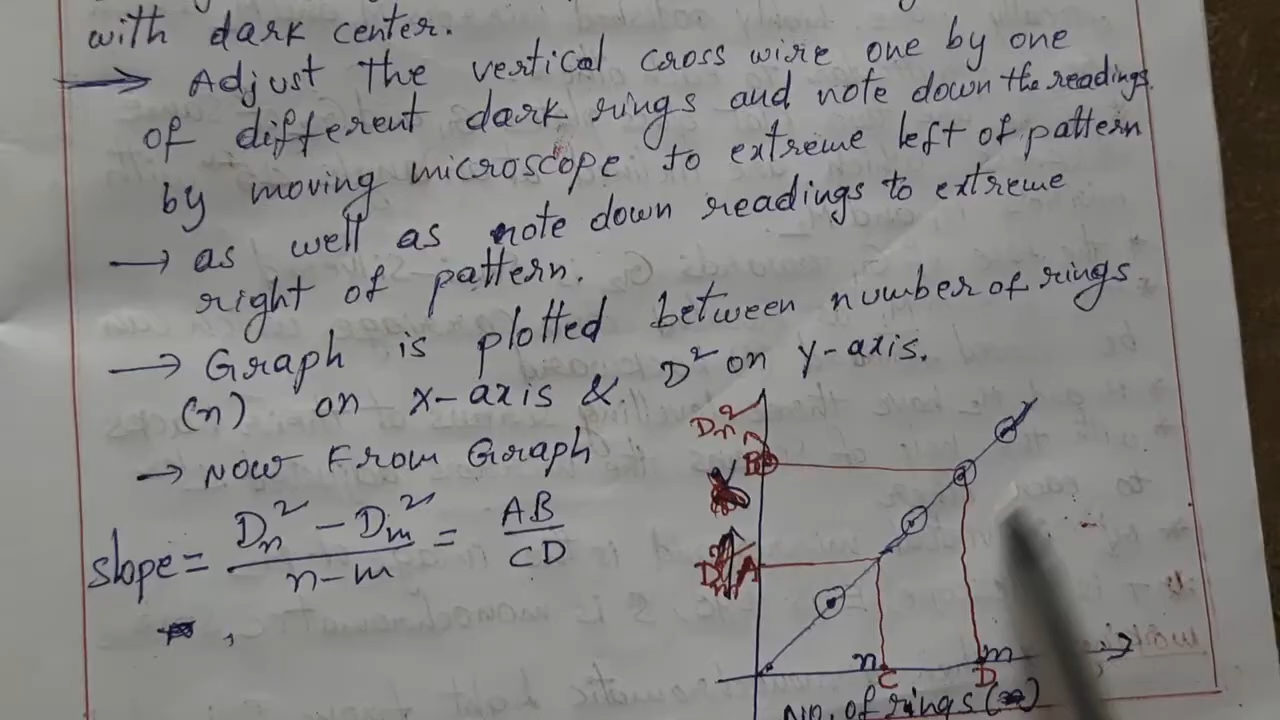 with dark center.
→ Adjust the vertical cross wire one by one
of different dark rings and note down the readings
by moving microscope to extreme left of pattern
→ as well as note down readings to extreme
right of pattern.
→ Graph is plotted between number of rings
(n) on x-axis & D² on y-axis.
→ Now From Graph
slope = Dn² - Dm² / n - m = AB / CD
Dn²
B
A
n m
C D
No. of rings